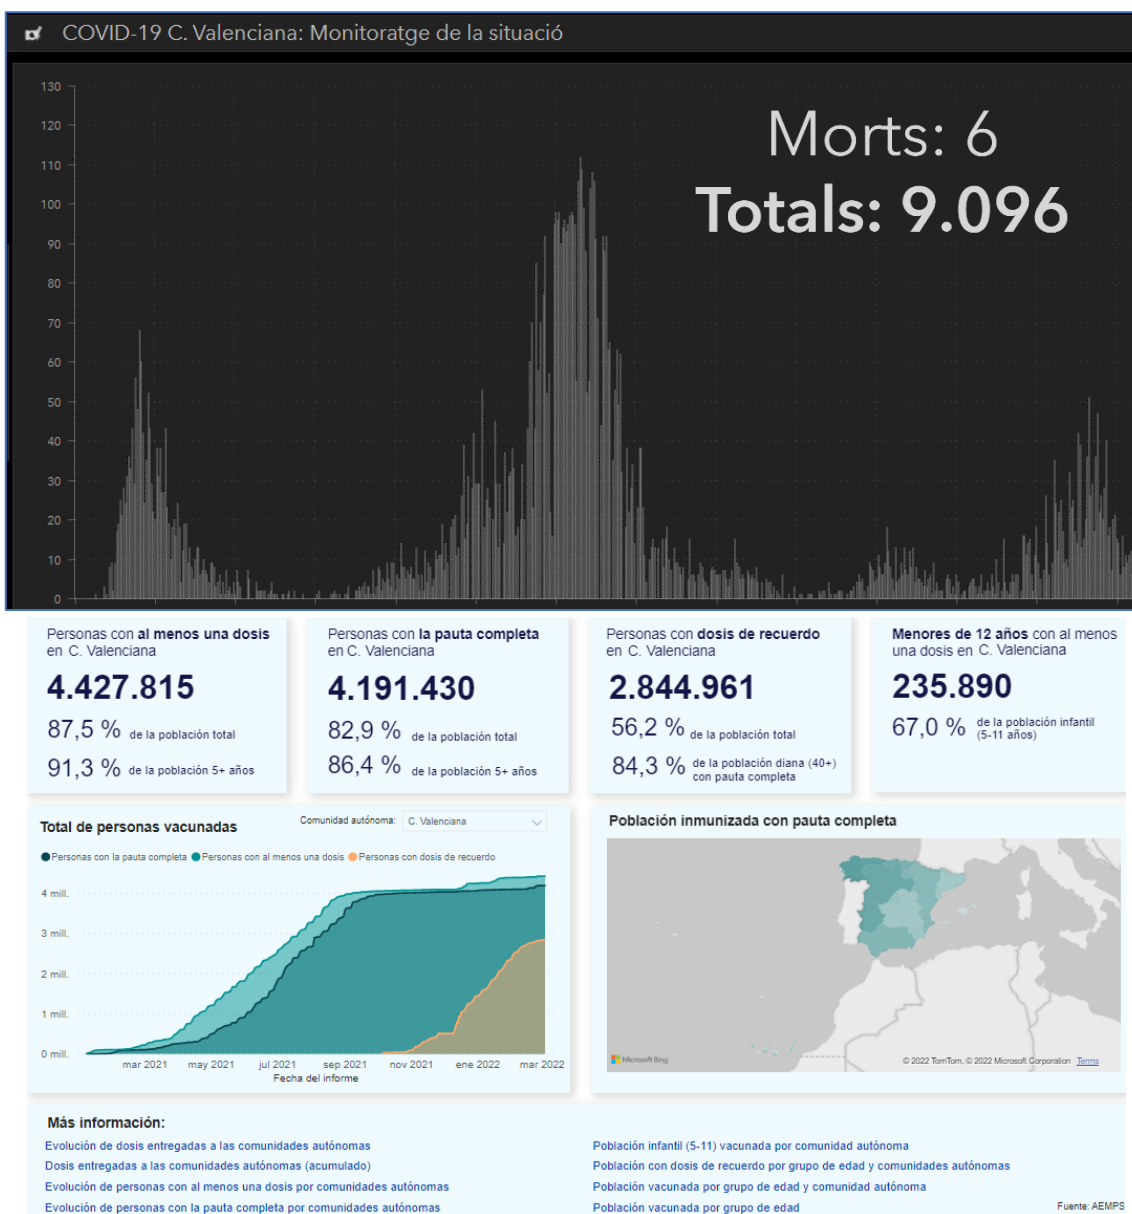 COVID-19 C. Valenciana: Monitoratge de la situació
130
120
110
100
90
80
70
60
50
40
30
20
10
0
Morts: 6
Totals: 9.096
Personas con al menos una dosis
en C. Valenciana
4.427.815
87,5 % de la población total
91,3 % de la población 5+ años
Personas con la pauta completa
en C. Valenciana
4.191.430
82,9 % de la población total
86,4 % de la población 5+ años
Personas con dosis de recuerdo
en C. Valenciana
2.844.961
56,2 % de la población total
84,3 % de la población diana (40+)
con pauta completa
Menores de 12 años con al menos
una dosis en C. Valenciana
235.890
67,0 % de la población infantil
(5-11 años)
Total de personas vacunadas
Comunidad autónoma: C. Valenciana
Personas con la pauta completa Personas con al menos una dosis Personas con dosis de recuerdo
4 mill.
3 mill.
2 mill.
1 mill.
0 mill.
mar 2021 may 2021 jul 2021 sep 2021 nov 2021 ene 2022 mar 2022
Fecha del informe
Población inmunizada con pauta completa
Microsoft Bing
© 2022 TomTom, © 2022 Microsoft Corporation Terms
Más información:
Evolución de dosis entregadas a las comunidades autónomas
Dosis entregadas a las comunidades autónomas (acumulado)
Evolución de personas con al menos una dosis por comunidades autónomas
Evolución de personas con la pauta completa por comunidades autónomas
Población infantil (5-11) vacunada por comunidad autónoma
Población con dosis de recuerdo por grupo de edad y comunidades autónomas
Población vacunada por grupo de edad y comunidad autónoma
Población vacunada por grupo de edad
Fuente: AEMPS